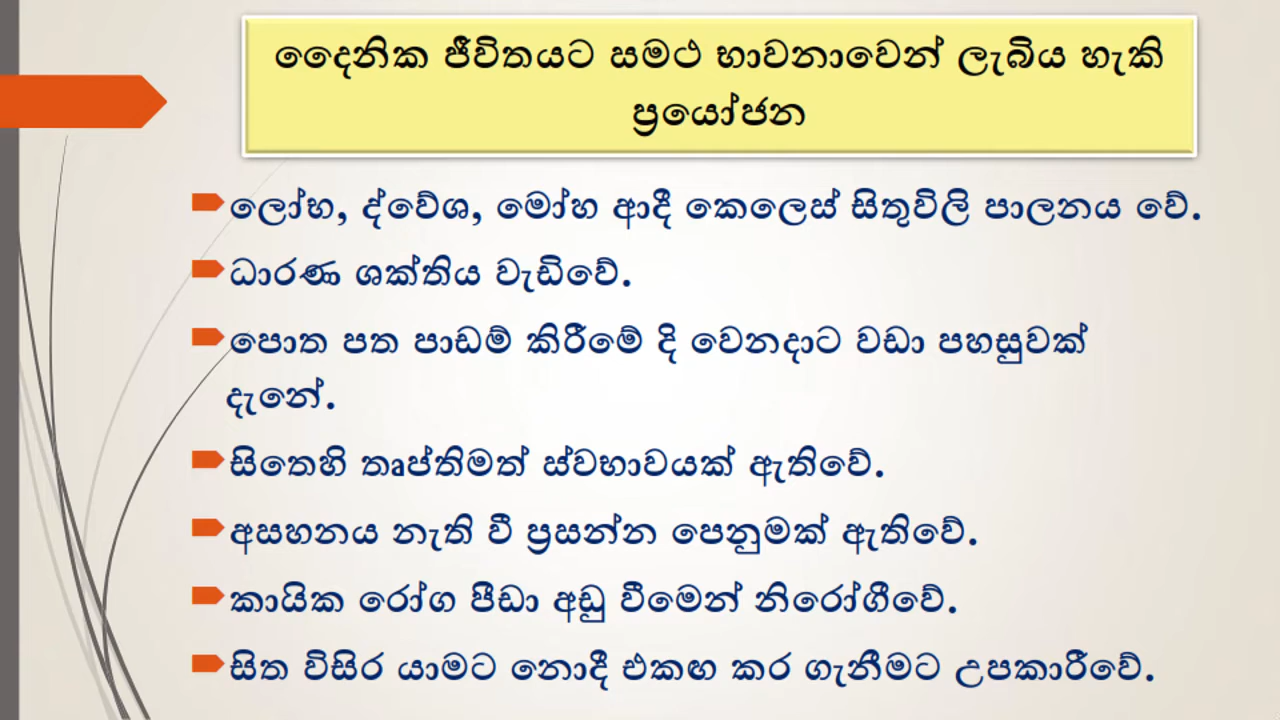 දෛනික ජීවිතයට සමථ භාවනාවෙන් ලැබිය හැකි
ප්‍රයෝජන
ලෝභ, ද්වේශ, මෝහ ආදී කෙලෙස් සිතුවිලි පාලනය වේ.
ධාරණ ශක්තිය වැඩිවේ.
පොත පත පාඩම් කිරීමේ දි වෙනදාට වඩා පහසුවක්
දැනේ.
සිතෙහි තෘප්තිමත් ස්වභාවයක් ඇතිවේ.
අසහනය නැති වී ප්‍රසන්න පෙනුමක් ඇතිවේ.
කායික රෝග පීඩා අඩු වීමෙන් නිරෝගීවේ.
සිත විසිර යාමට නොදී එකඟ කර ගැනීමට උපකාරීවේ.